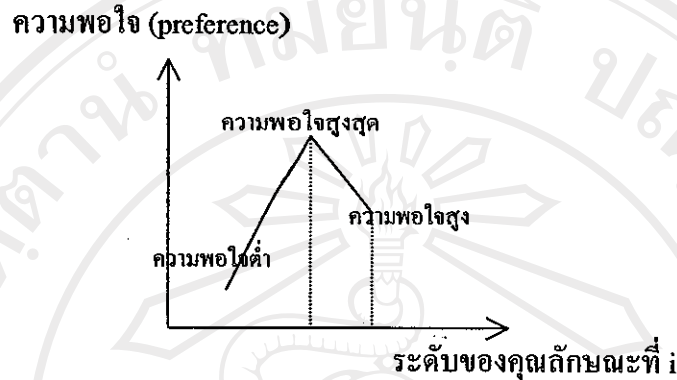 ความพอใจ (preference)
ความพอใจสูงสุด
ความพอใจสูง
ความพอใจต่ำ
ระดับของคุณลักษณะที่ i